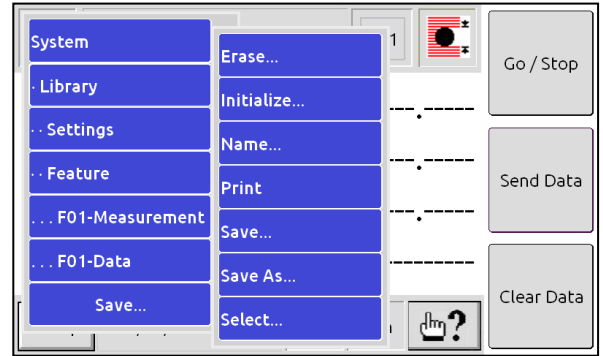 System
· Library
· · Settings
· · Feature
. . . F01-Measurement
. . . F01-Data
Save...
Erase...
Initialize...
Name...
Print
Save...
Save As...
Select...
1
---.-----
---.-----
---.-----
?
Go / Stop
Send Data
Clear Data